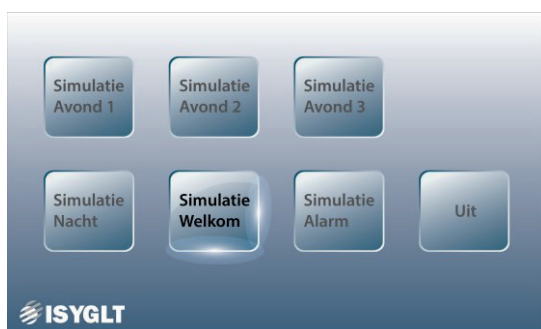 Simulatie
Avond 1
Simulatie
Avond 2
Simulatie
Avond 3
Simulatie
Nacht
Simulatie
Welkom
Simulatie
Alarm
Uit
ISYGLT